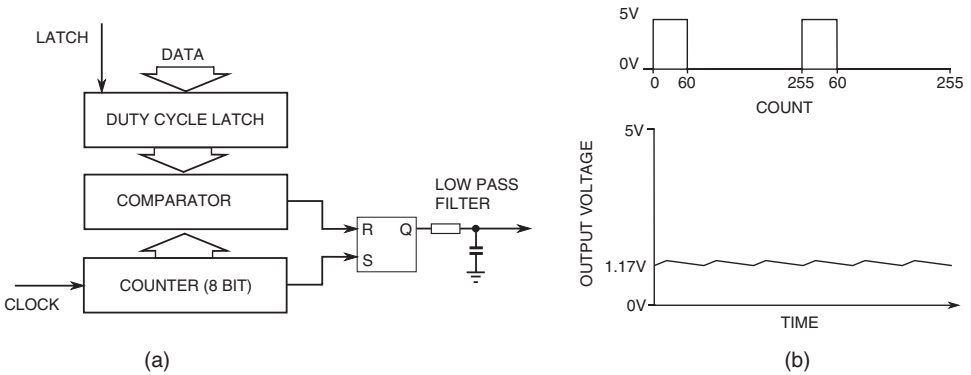 LATCH
DATA
DUTY CYCLE LATCH
COMPARATOR
COUNTER (8 BIT)
CLOCK
R Q
S
LOW PASS
FILTER
(a)
5V
0V
0 60 255 60 255
COUNT
5V
OUTPUT VOLTAGE
1.17V
0V
TIME
(b)